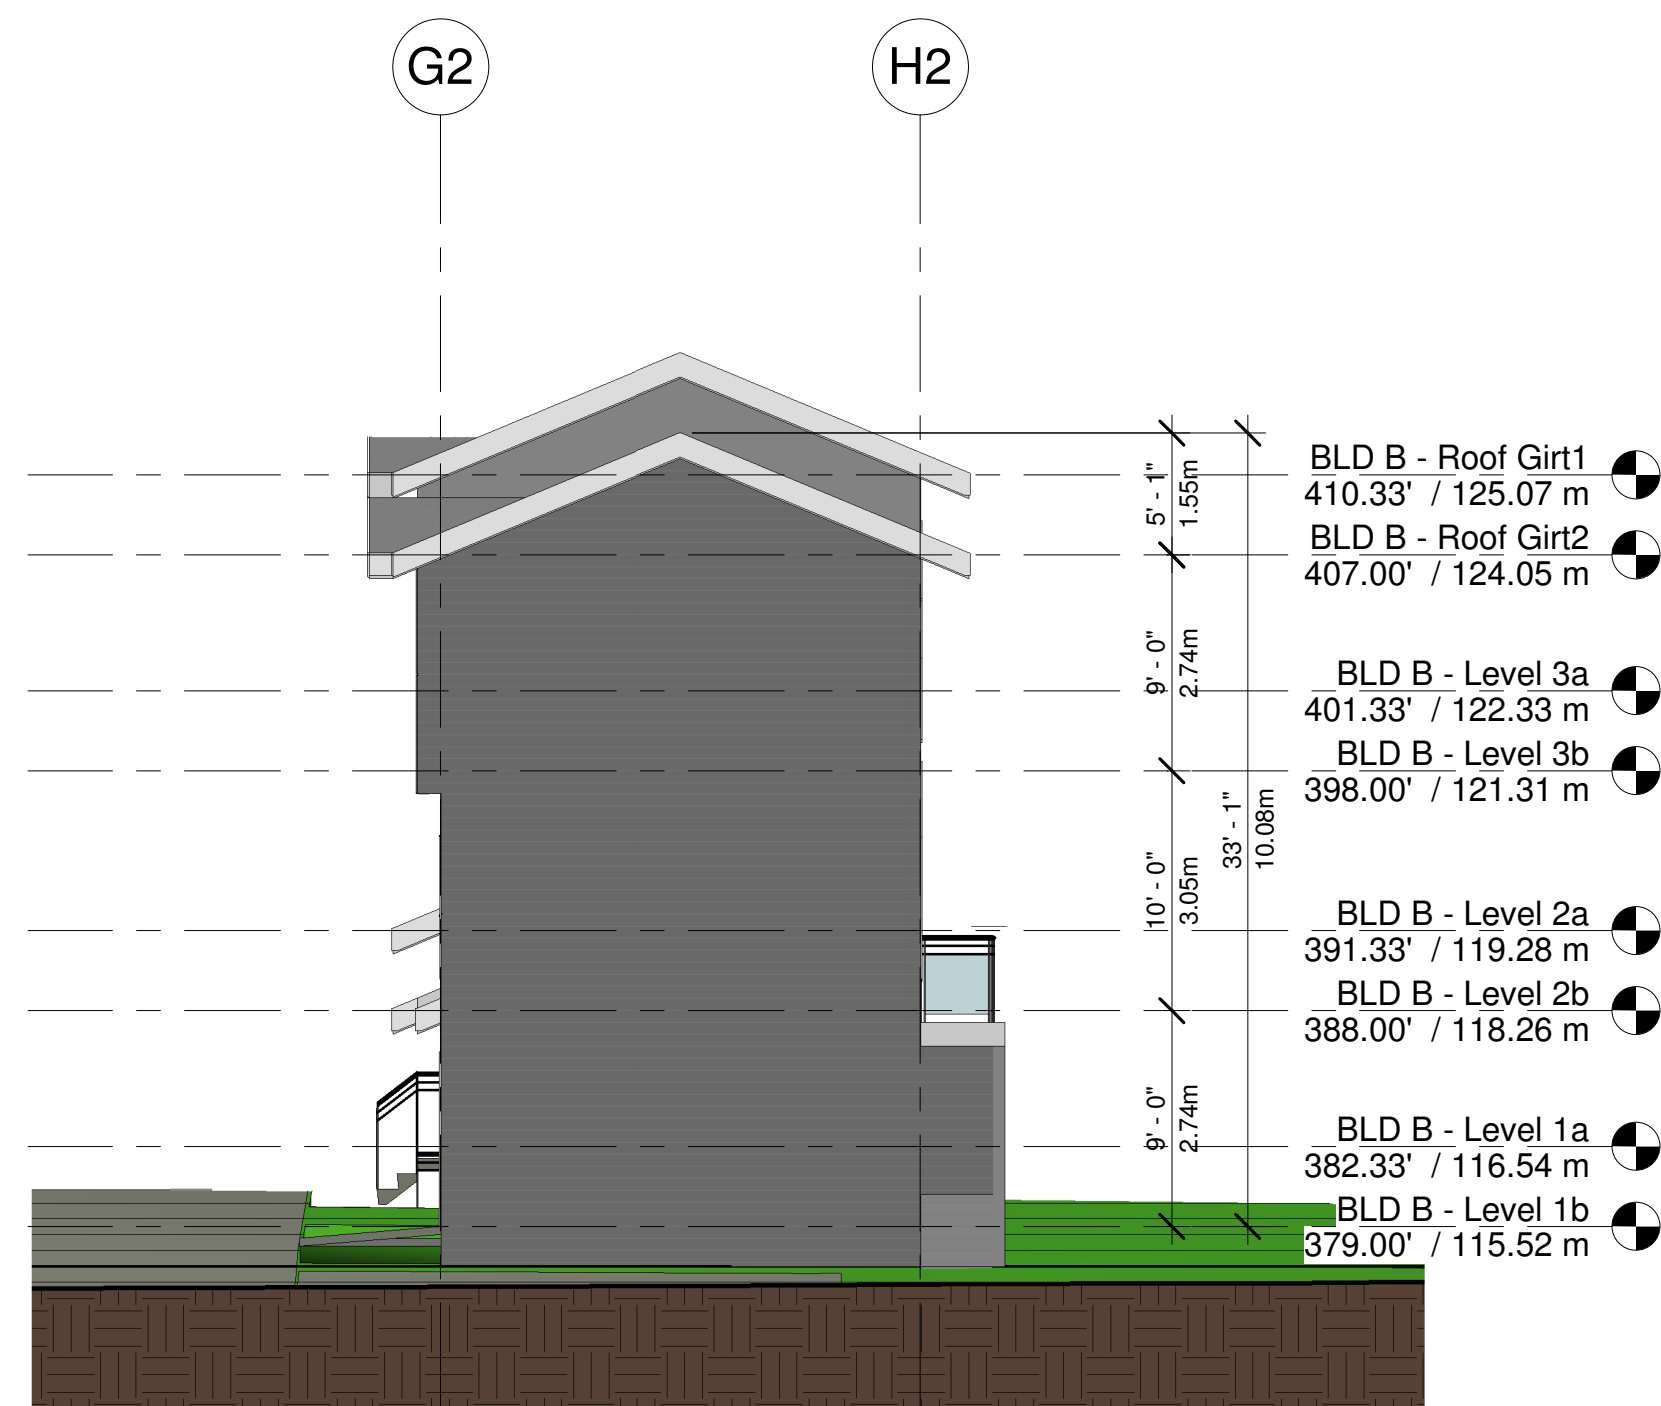 G2
H2
BLD B - Roof Girt1
410.33' / 125.07 m
BLD B - Roof Girt2
407.00' / 124.05 m
BLD B - Level 3a
401.33' / 122.33 m
BLD B - Level 3b
398.00' / 121.31 m
BLD B - Level 2a
391.33' / 119.28 m
BLD B - Level 2b
388.00' / 118.26 m
BLD B - Level 1a
382.33' / 116.54 m
BLD B - Level 1b
379.00' / 115.52 m
5' - 1"
1.55m
9' - 0"
2.74m
10' - 0"
3.05m
9' - 0"
2.74m
33' - 1"
10.08m